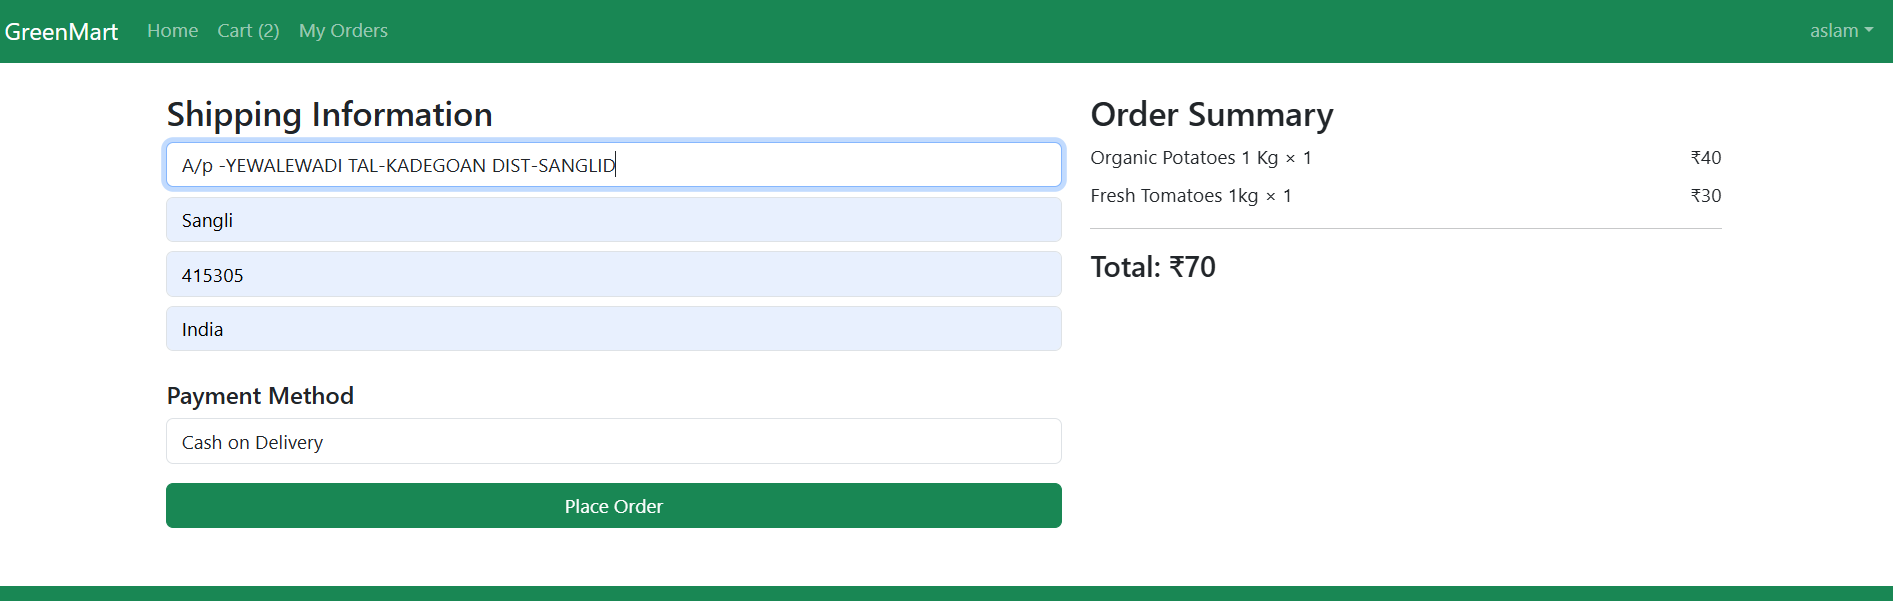 GreenMart Home Cart (2) My Orders aslam
Shipping Information
A/p -YEWALEWADI TAL-KADEGOAN DIST-SANGLID
Sangli
415305
India
Payment Method
Cash on Delivery
Place Order
Order Summary
Organic Potatoes 1 Kg × 1 ₹40
Fresh Tomatoes 1kg × 1 ₹30
Total: ₹70